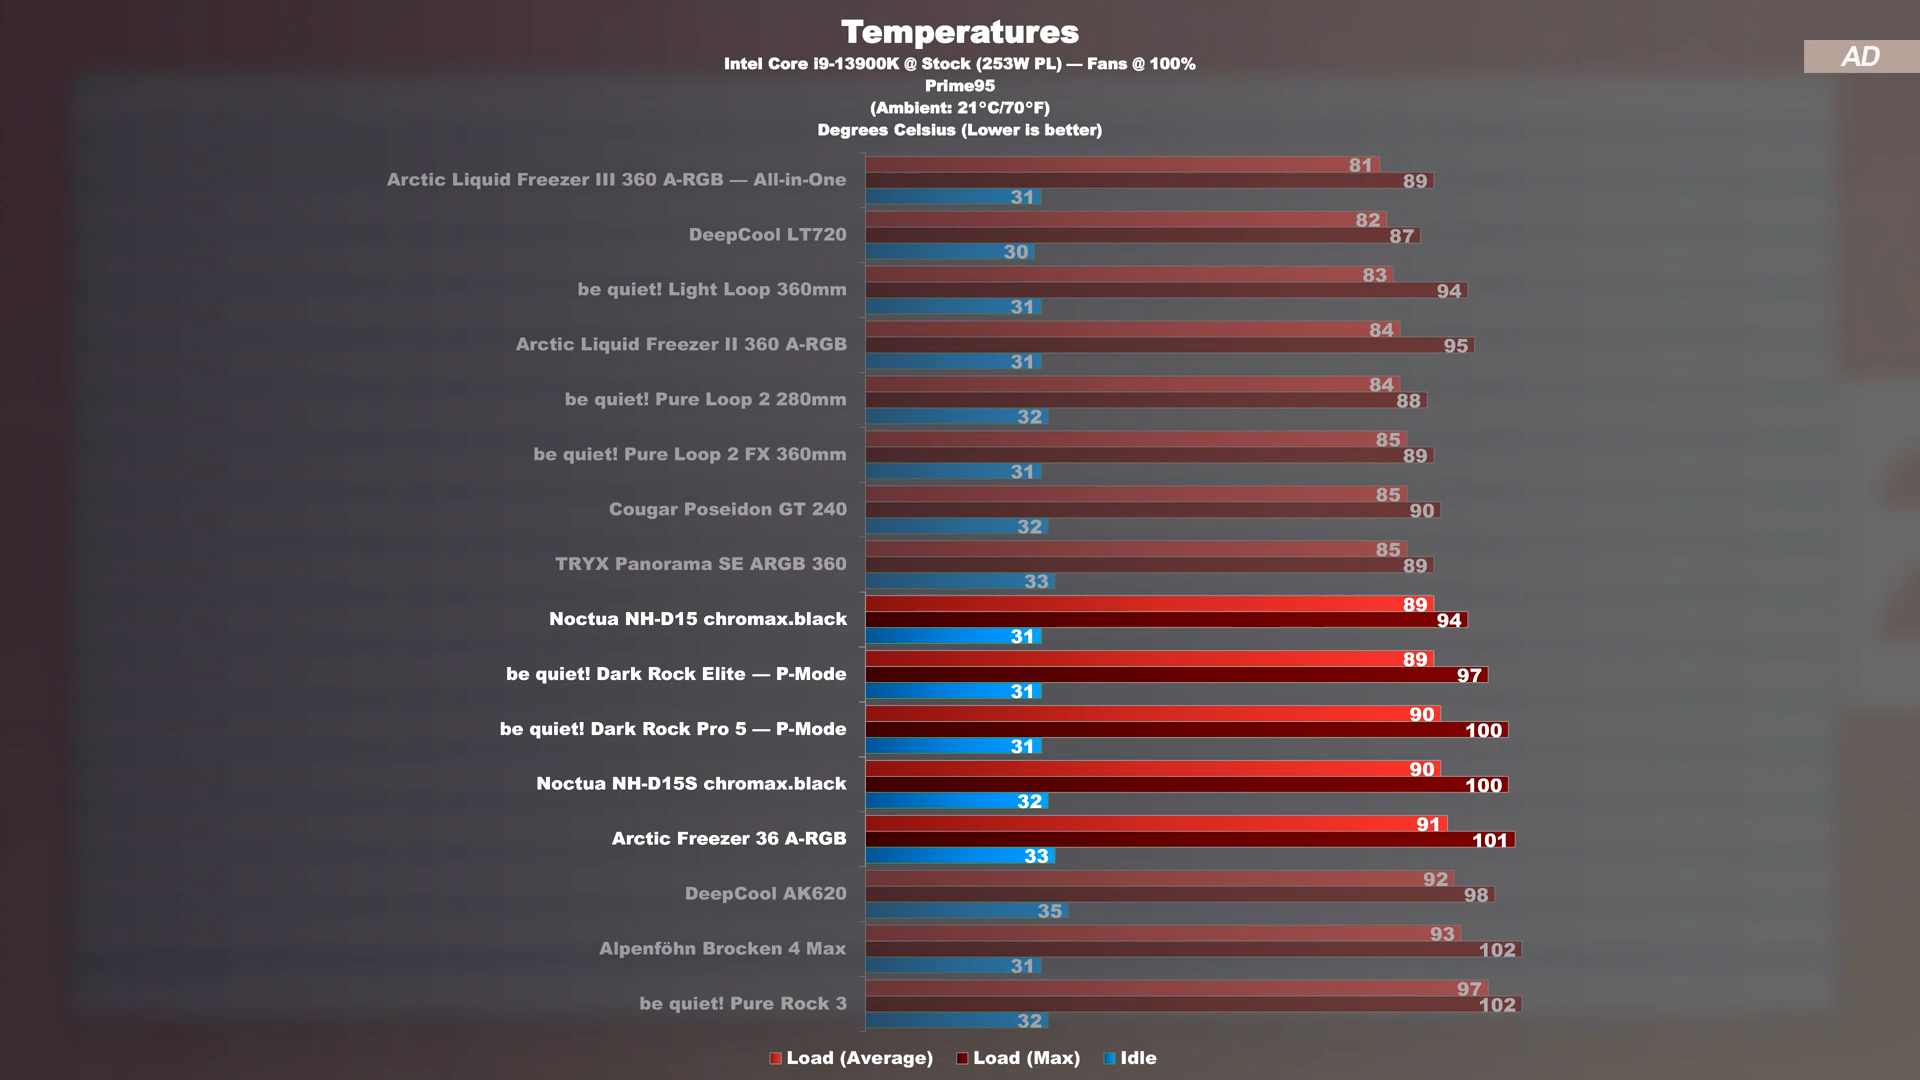 Temperatures
Intel Core i9-13900K @ Stock (253W PL) — Fans @ 100%
AD
Prime95
(Ambient: 21°C/70°F)
Degrees Celsius (Lower is better)
Arctic Liquid Freezer III 360 A-RGB — All-in-One
81
89
31
DeepCool LT720
82
87
30
be quiet! Light Loop 360mm
83
94
31
Arctic Liquid Freezer II 360 A-RGB
84
95
31
be quiet! Pure Loop 2 280mm
84
88
32
be quiet! Pure Loop 2 FX 360mm
85
89
31
Cougar Poseidon GT 240
85
90
32
TRYX Panorama SE ARGB 360
85
89
33
Noctua NH-D15 chromax.black
89
94
31
be quiet! Dark Rock Elite — P-Mode
89
97
31
be quiet! Dark Rock Pro 5 — P-Mode
90
100
31
Noctua NH-D15S chromax.black
90
100
32
Arctic Freezer 36 A-RGB
91
101
33
DeepCool AK620
92
98
35
Alpenföhn Brocken 4 Max
93
102
31
be quiet! Pure Rock 3
97
102
32
Load (Average) Load (Max) Idle